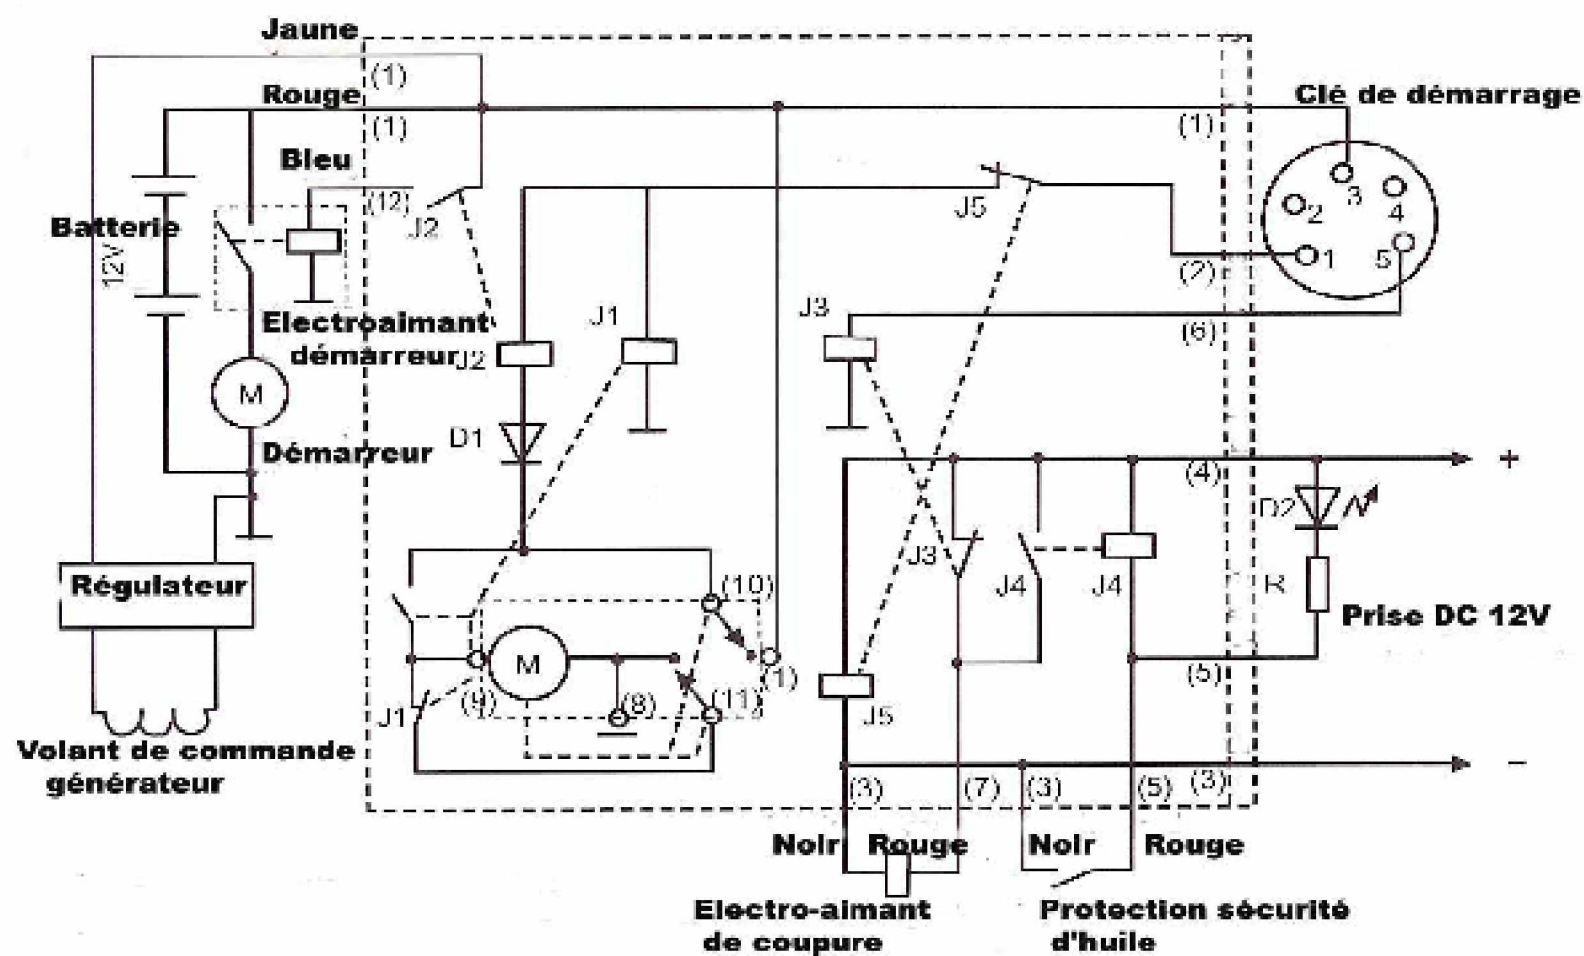 Jaune
(1)
Rouge
(1)
(1)
Clé de démarrage
Bleu
(12)
J2
J5
2
3
4
1
5
Batterie
12V
(2)
J3
(6)
J1
Electroaimant
démarreur
J2
M
D1
Démarreur
(4)
+
D2
J3
J4
J4
R
Régulateur
(10)
Prise DC 12V
M
(1)
(5)
J1
(9)
(8)
(11)
J5
Volant de commande
générateur
(3)
(7)
(3)
(5)
(3)
−
Noir
Rouge
Noir
Rouge
Electro-aimant
de coupure
Protection sécurité
d'huile